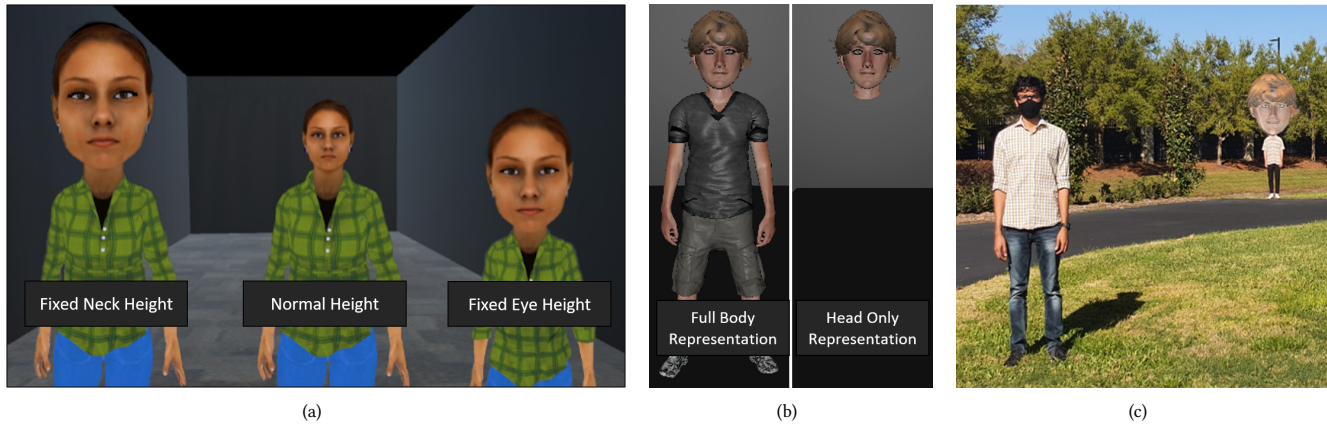 Fixed Neck Height
Normal Height
Fixed Eye Height
Full Body
Representation
Head Only
Representation
(a)
(b)
(c)